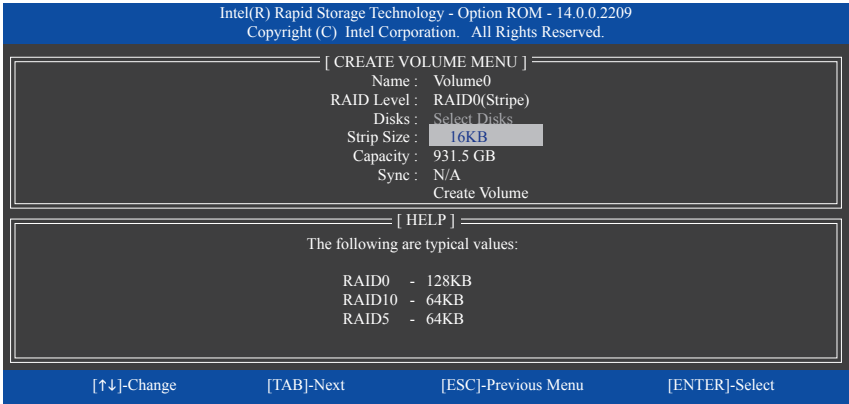 Intel(R) Rapid Storage Technology - Option ROM - 14.0.0.2209
Copyright (C) Intel Corporation. All Rights Reserved.
[ CREATE VOLUME MENU ]
Name : Volume0
RAID Level : RAID0(Stripe)
Disks : Select Disks
Strip Size : 16KB
Capacity : 931.5 GB
Sync : N/A
Create Volume
[ HELP ]
The following are typical values:
RAID0 - 128KB
RAID10 - 64KB
RAID5 - 64KB
[↑↓]-Change [TAB]-Next [ESC]-Previous Menu [ENTER]-Select